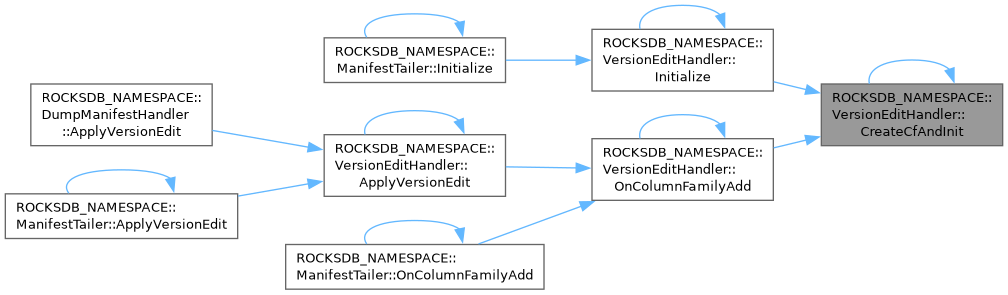 ROCKSDB_NAMESPACE::
ManifestTailer::Initialize
ROCKSDB_NAMESPACE::
VersionEditHandler::
Initialize
ROCKSDB_NAMESPACE::
VersionEditHandler::
CreateCfAndInit
ROCKSDB_NAMESPACE::
DumpManifestHandler
::ApplyVersionEdit
ROCKSDB_NAMESPACE::
VersionEditHandler::
ApplyVersionEdit
ROCKSDB_NAMESPACE::
VersionEditHandler::
OnColumnFamilyAdd
ROCKSDB_NAMESPACE::
ManifestTailer::ApplyVersionEdit
ROCKSDB_NAMESPACE::
ManifestTailer::OnColumnFamilyAdd